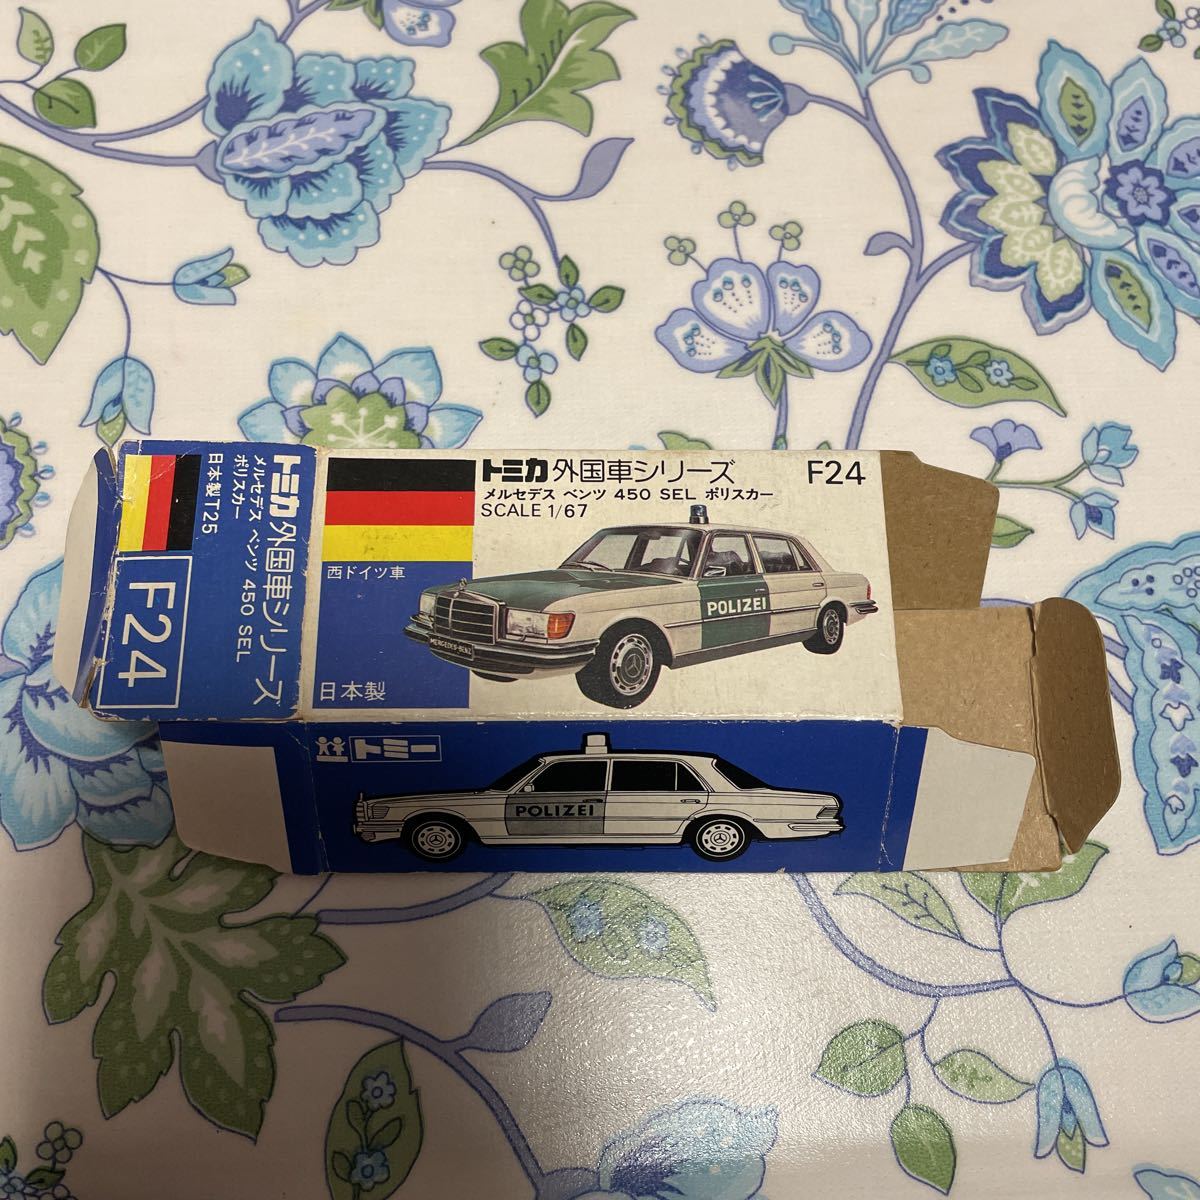 トミカ 外国車シリーズ F24
メルセデス ベンツ 450 SEL ポリスカー
SCALE 1/67
西ドイツ車
日本製
POLIZEI
MERCEDES-BENZ
トミカ 外国車シリーズ
メルセデス ベンツ 450 SEL
ポリスカー
日本製 T25
F24
トミー
POLIZEI